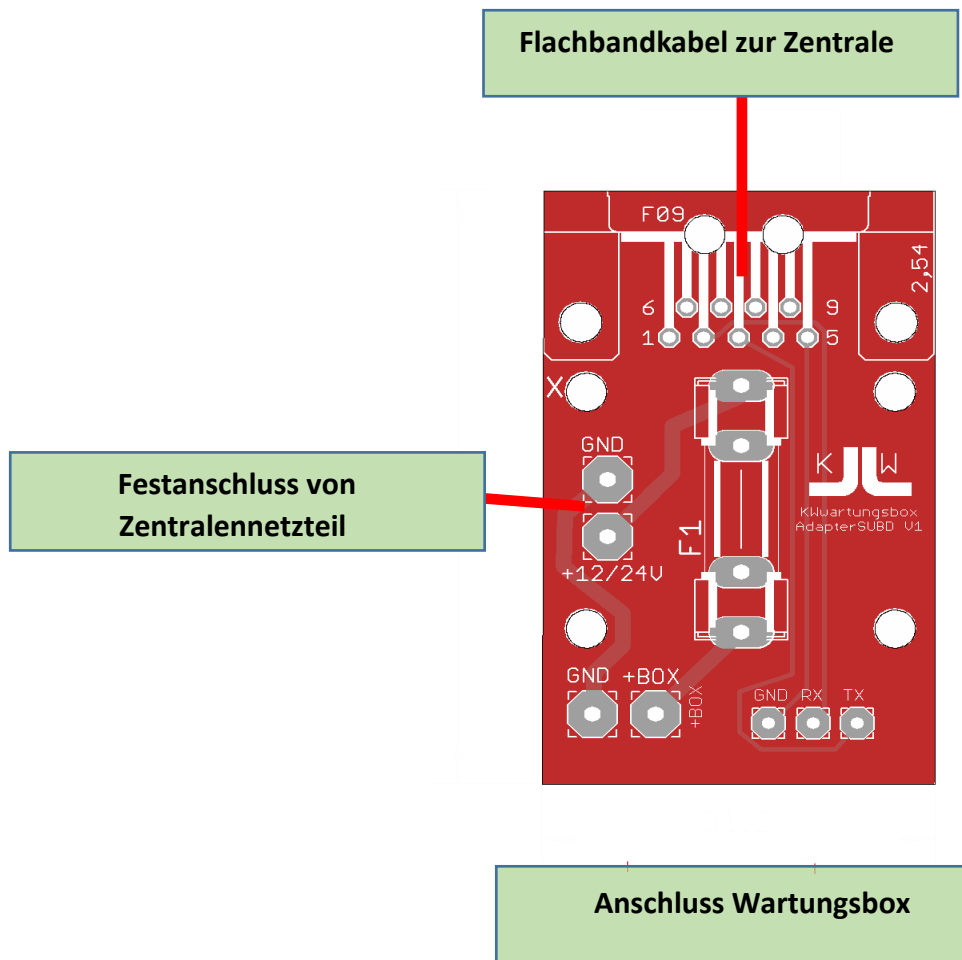 Flachbandkabel zur Zentrale
F09
2,54
6 9
1 5
X
GND
K W
Festanschluss von
Zentralennetzteil
KWwartungsbox
AdapterSUBD V1
F1
+12/24V
GND +BOX
+BOX
GND RX TX
Anschluss Wartungsbox